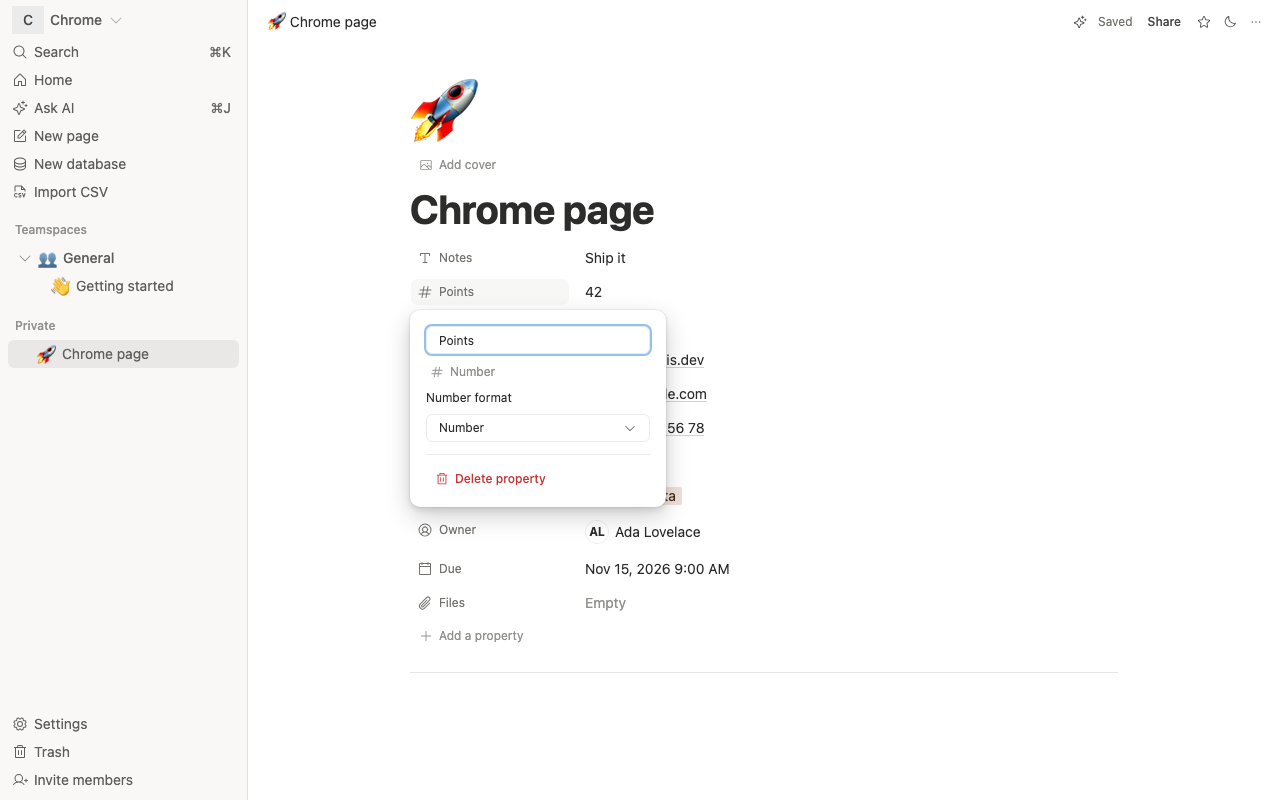 C Chrome
Search ⌘K
Home
Ask AI ⌘J
New page
New database
Import CSV
Teamspaces
General
Getting started
Private
Chrome page
Settings
Trash
Invite members
Chrome page
Saved
Share
Add cover
Chrome page
Notes Ship it
Points 42
Points
is.dev
Number
Number format
le.com
Number
56 78
Delete property
ta
Owner AL Ada Lovelace
Due Nov 15, 2026 9:00 AM
Files Empty
Add a property